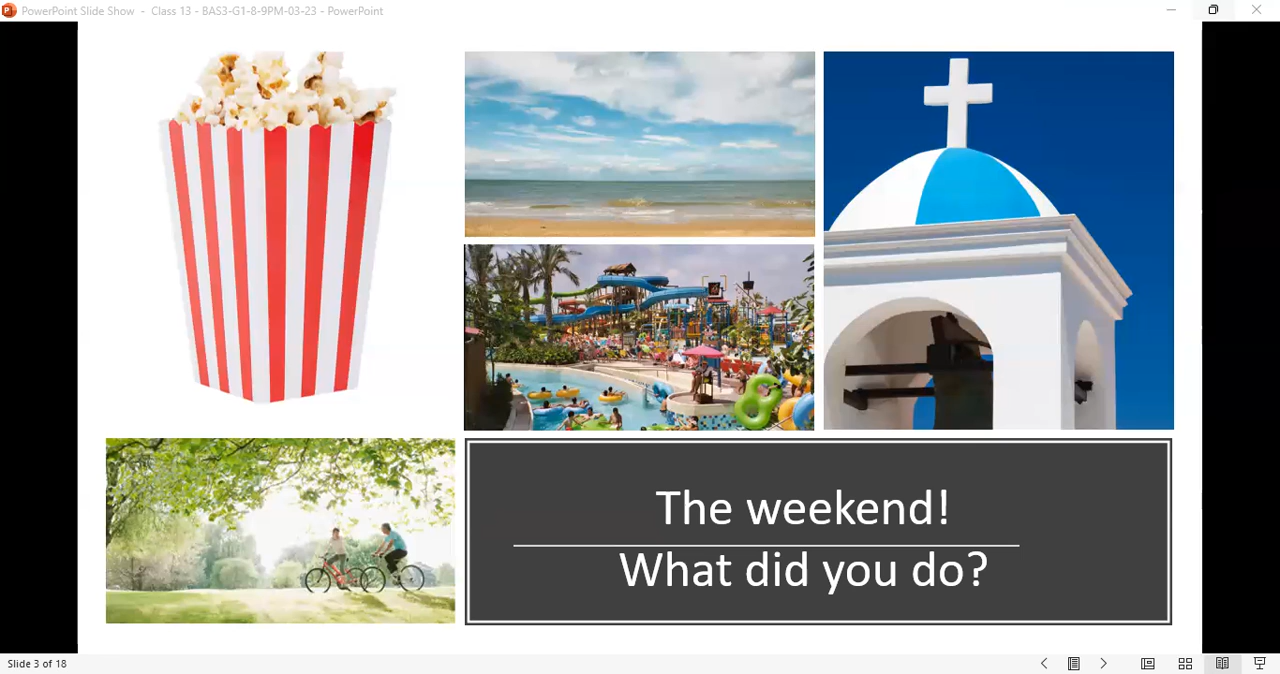 PowerPoint Slide Show - Class 13 - BAS3-G1-8-9PM-03-23 - PowerPoint
The weekend!
What did you do?
Slide 3 of 18